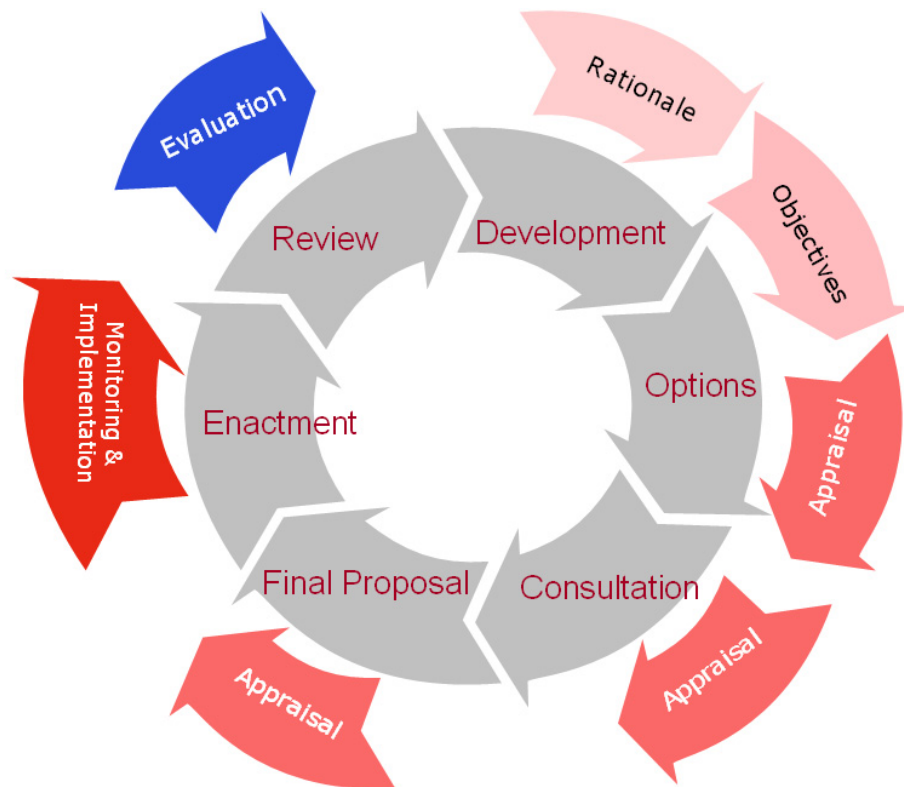 Evaluation
Rationale
Objectives
Review
Development
Monitoring &
Implementation
Enactment
Options
Appraisal
Final Proposal
Consultation
Appraisal
Appraisal